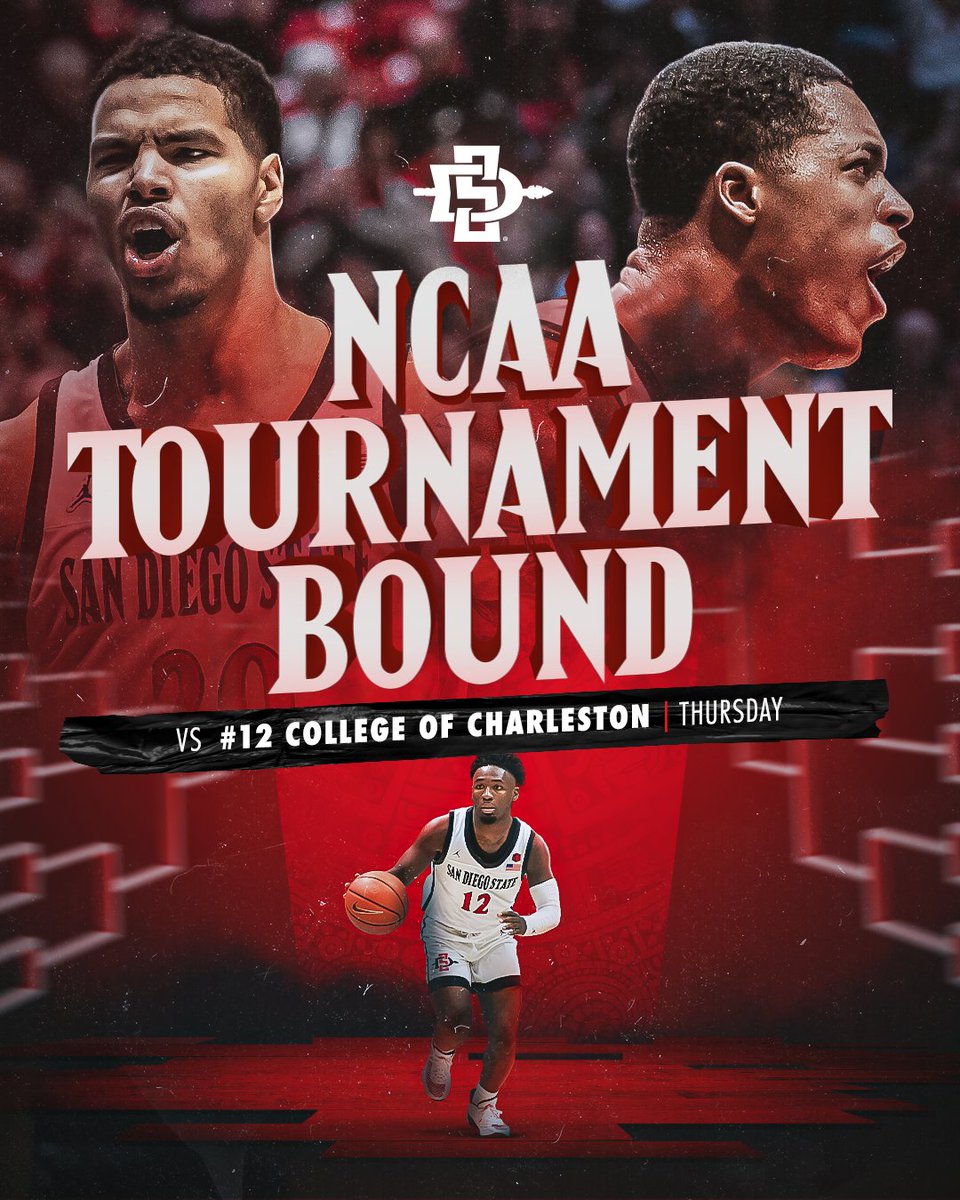 NCAA
TOURNAMENT
BOUND
SAN DIEGO STATE
VS #12 COLLEGE OF CHARLESTON | THURSDAY
SAN DIEGO STATE
12